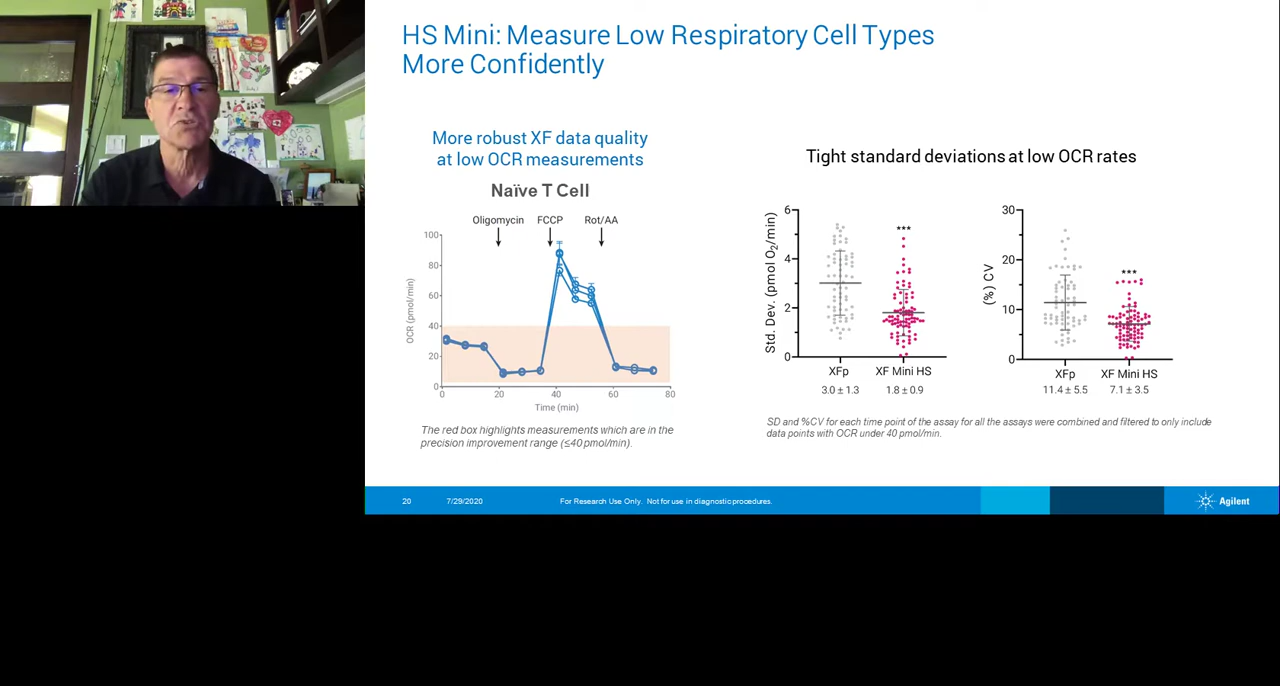 HS Mini: Measure Low Respiratory Cell Types
More Confidently
More robust XF data quality
at low OCR measurements
Naïve T Cell
Oligomycin FCCP Rot/AA
OCR (pmol/min)
100
80
60
40
20
0
0 20 40 60 80
Time (min)
The red box highlights measurements which are in the
precision improvement range (≤40 pmol/min).
Tight standard deviations at low OCR rates
Std. Dev. (pmol O2/min)
6
4
2
0
***
XFp XF Mini HS
3.0 ± 1.3 1.8 ± 0.9
(%) CV
30
20
10
0
***
XFp XF Mini HS
11.4 ± 5.5 7.1 ± 3.5
SD and %CV for each time point of the assay for all the assays were combined and filtered to only include
data points with OCR under 40 pmol/min.
20 7/29/2020 For Research Use Only. Not for use in diagnostic procedures. Agilent